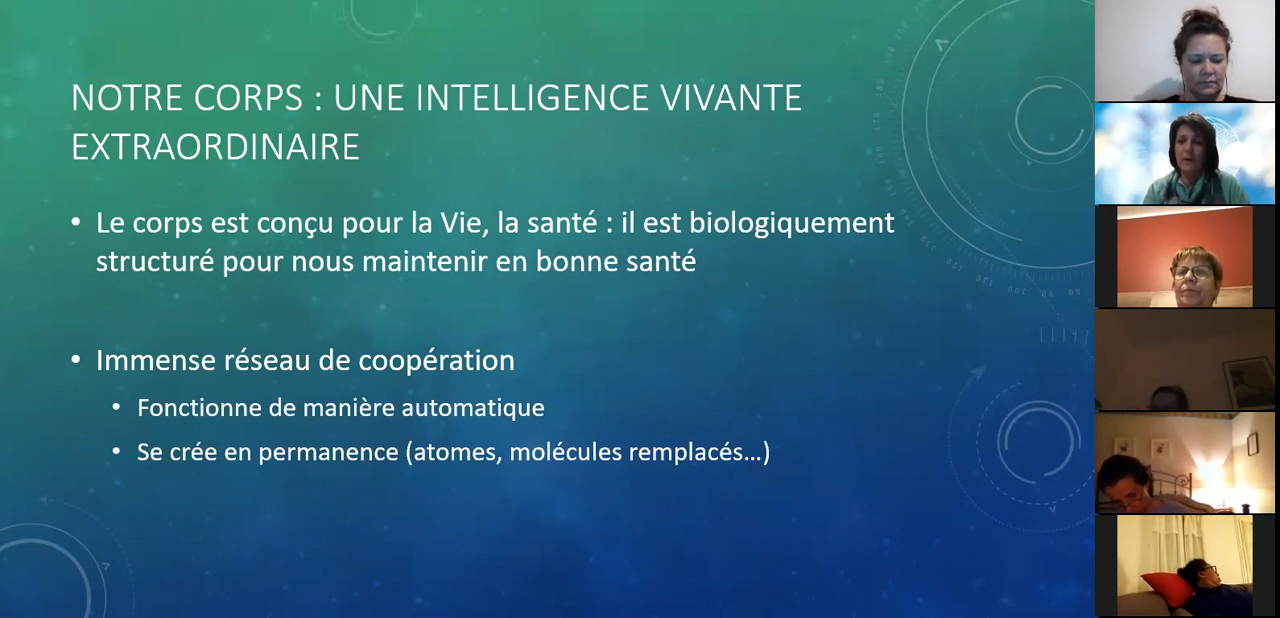 NOTRE CORPS : UNE INTELLIGENCE VIVANTE
EXTRAORDINAIRE
• Le corps est conçu pour la Vie, la santé : il est biologiquement
structuré pour nous maintenir en bonne santé
• Immense réseau de coopération
• Fonctionne de manière automatique
• Se crée en permanence (atomes, molécules remplacés…)